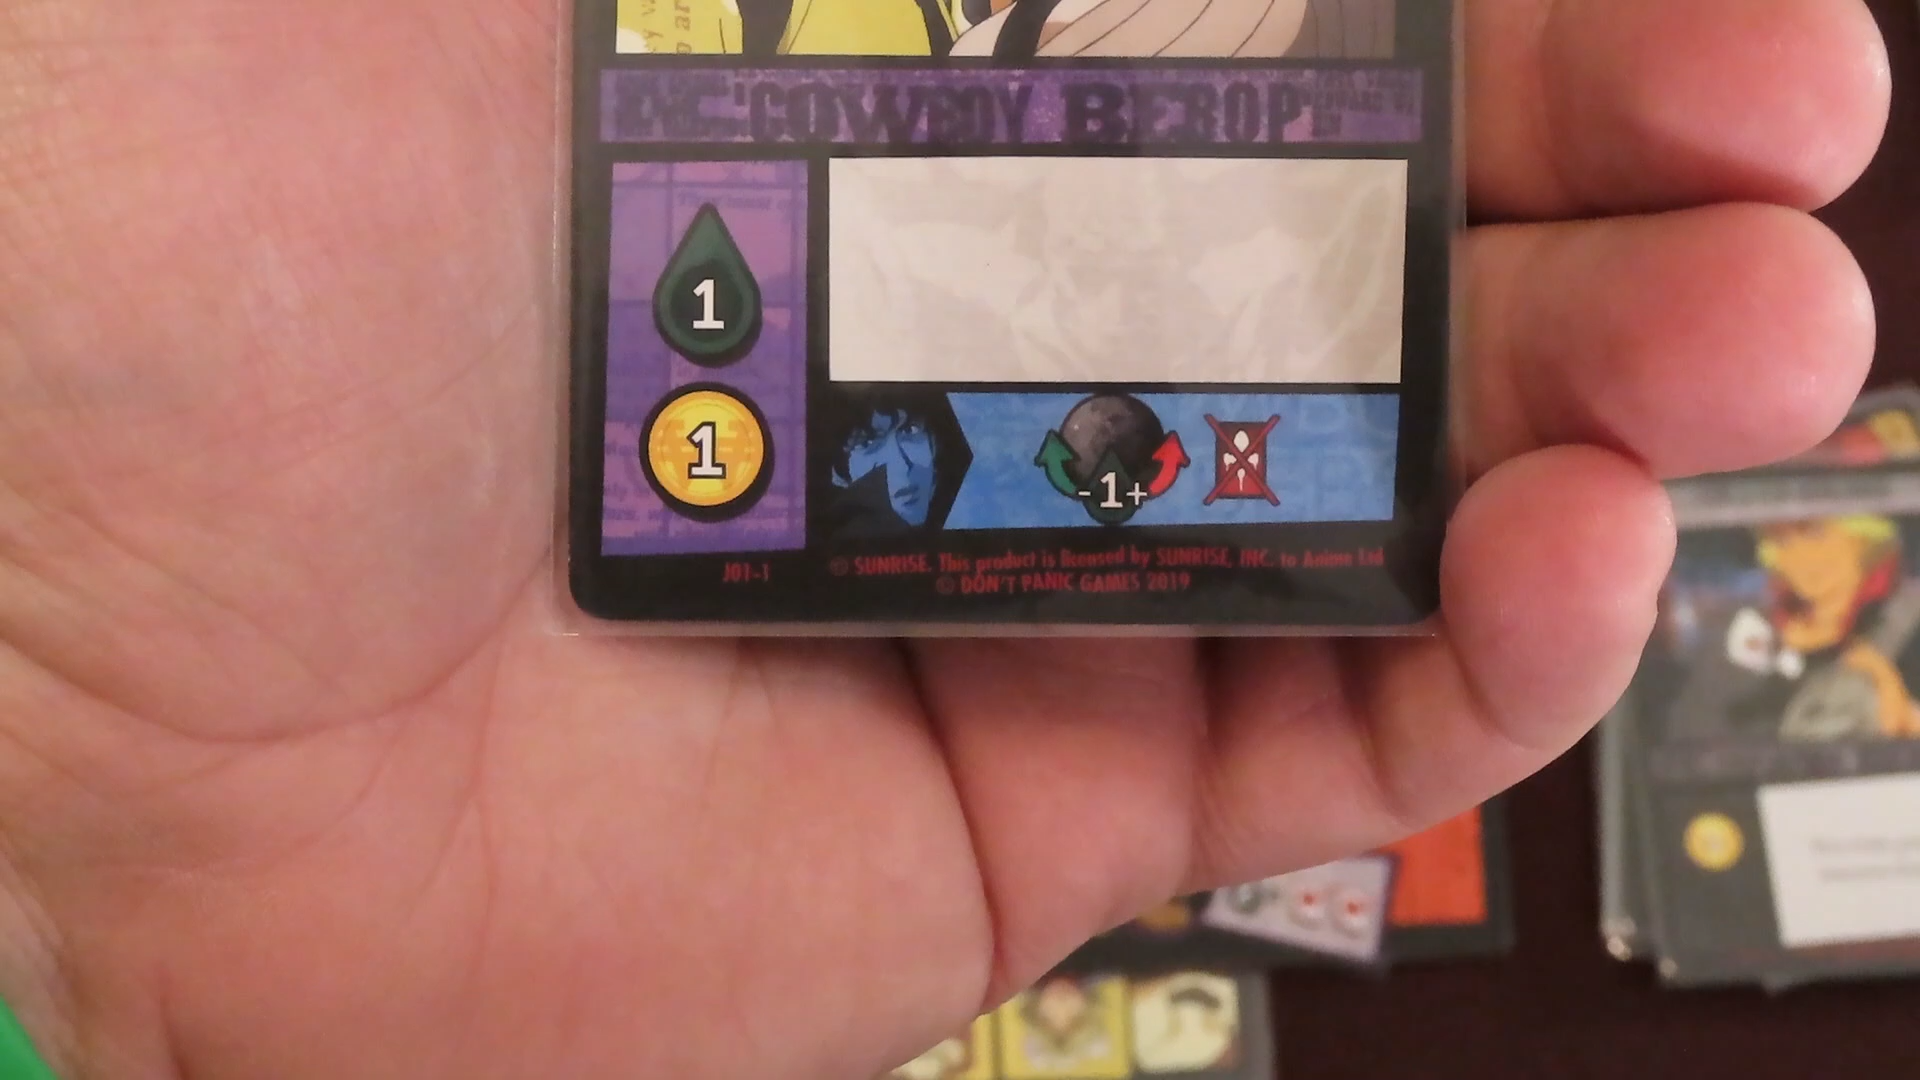 COWBOY BEBOP
1
1
-1+
J01-1
© SUNRISE. This product is licensed by SUNRISE, INC. to Anime Ltd
© DON'T PANIC GAMES 2019